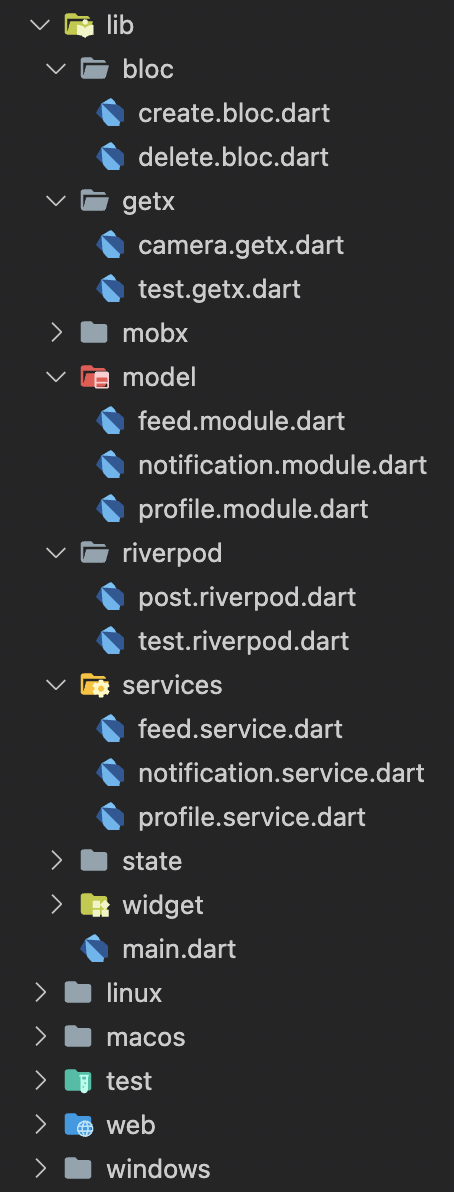 lib
bloc
create.bloc.dart
delete.bloc.dart
getx
camera.getx.dart
test.getx.dart
mobx
model
feed.module.dart
notification.module.dart
profile.module.dart
riverpod
post.riverpod.dart
test.riverpod.dart
services
feed.service.dart
notification.service.dart
profile.service.dart
state
widget
main.dart
linux
macos
test
web
windows